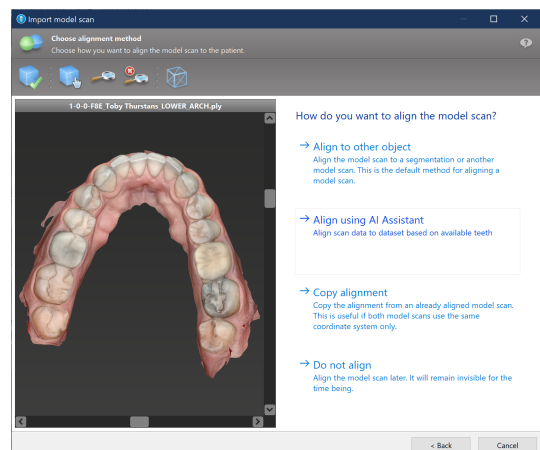 Import model scan
Choose alignment method
Choose how you want to align the model scan to the patient.
1-0-0-F8E_Toby Thurstans_LOWER_ARCH.ply
How do you want to align the model scan?
Align to other object
Align the model scan to a segmentation or another
model scan. This is the default method for aligning a
model scan.
Align using AI Assistant
Align scan data to dataset based on available teeth
Copy alignment
Copy the alignment from an already aligned model scan.
This is useful if both model scans use the same
coordinate system only.
Do not align
Align the model scan later. It will remain invisible for the
time being.
< Back
Cancel